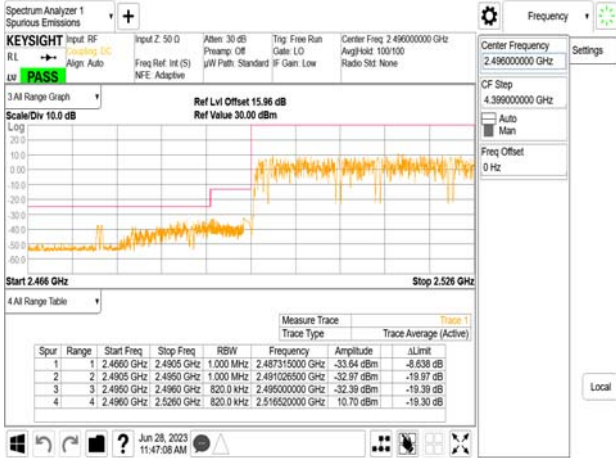 Spectrum Analyzer 1
Spurious Emissions
+
Frequency
Settings
KEYSIGHT
RL
LV PASS
Input: RF
Coupling: DC
Align: Auto
Input Z: 50 Ω
Freq Ref: Int (S)
NFE: Adaptive
Atten: 30 dB
Preamp: Off
µW Path: Standard
Trig: Free Run
Gate: LO
IF Gain: Low
Center Freq: 2.496000000 GHz
Avg|Hold: 100/100
Radio Std: None
Center Frequency
2.496000000 GHz
CF Step
4.399000000 GHz
Auto
Man
Freq Offset
0 Hz
3 All Range Graph
Scale/Div 10.0 dB
Ref Lvl Offset 15.96 dB
Ref Value 30.00 dBm
Log
20.0
10.0
0.00
-10.0
-20.0
-30.0
-40.0
-50.0
-60.0
Start 2.466 GHz
Stop 2.526 GHz
4 All Range Table
Measure Trace Trace 1
Trace Type Trace Average (Active)
Spur Range Start Freq Stop Freq RBW Frequency Amplitude ΔLimit
1 1 2.4660 GHz 2.4905 GHz 1.000 MHz 2.487315000 GHz -33.64 dBm -8.638 dB
2 2 2.4905 GHz 2.4950 GHz 1.000 MHz 2.491026500 GHz -32.97 dBm -19.97 dB
3 3 2.4950 GHz 2.4960 GHz 820.0 kHz 2.495000000 GHz -32.39 dBm -19.39 dB
4 4 2.4960 GHz 2.5260 GHz 820.0 kHz 2.516520000 GHz 10.70 dBm -19.30 dB
Local
?
Jun 28, 2023
11:47:08 AM